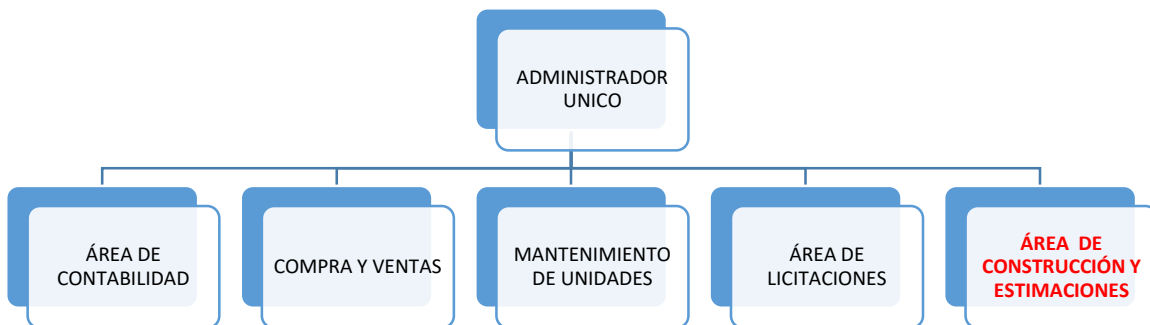 ADMINISTRADOR
UNICO
ÁREA DE
CONTABILIDAD
COMPRA Y VENTAS
MANTENIMIENTO
DE UNIDADES
ÁREA DE
LICITACIONES
ÁREA DE
CONSTRUCCIÓN Y
ESTIMACIONES